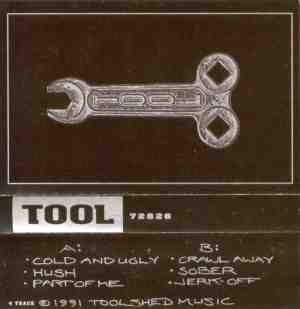 TOOL
TOOL 72826
A: B:
· COLD AND UGLY · CRAWL AWAY
· HUSH · SOBER
· PART OF ME · JERK-OFF
4 TRACK © 1991 TOOLSHED MUSIC